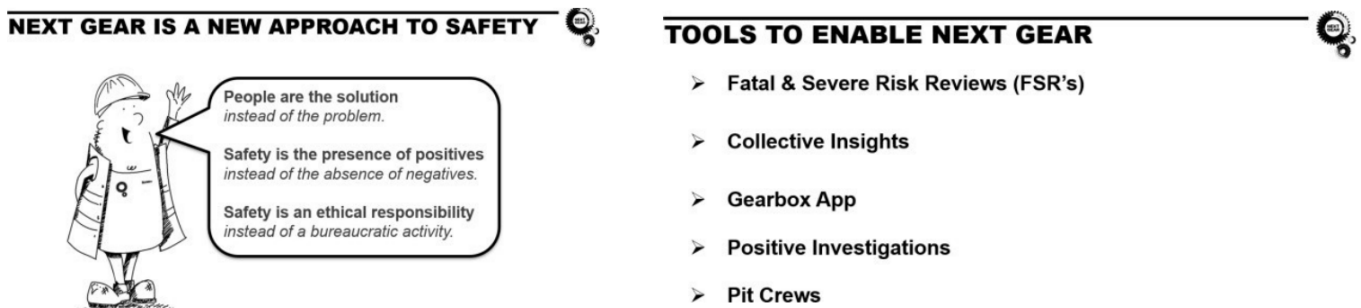 NEXT GEAR IS A NEW APPROACH TO SAFETY
People are the solution
instead of the problem.
Safety is the presence of positives
instead of the absence of negatives.
Safety is an ethical responsibility
instead of a bureaucratic activity.
TOOLS TO ENABLE NEXT GEAR
➢ Fatal & Severe Risk Reviews (FSR's)
➢ Collective Insights
➢ Gearbox App
➢ Positive Investigations
➢ Pit Crews